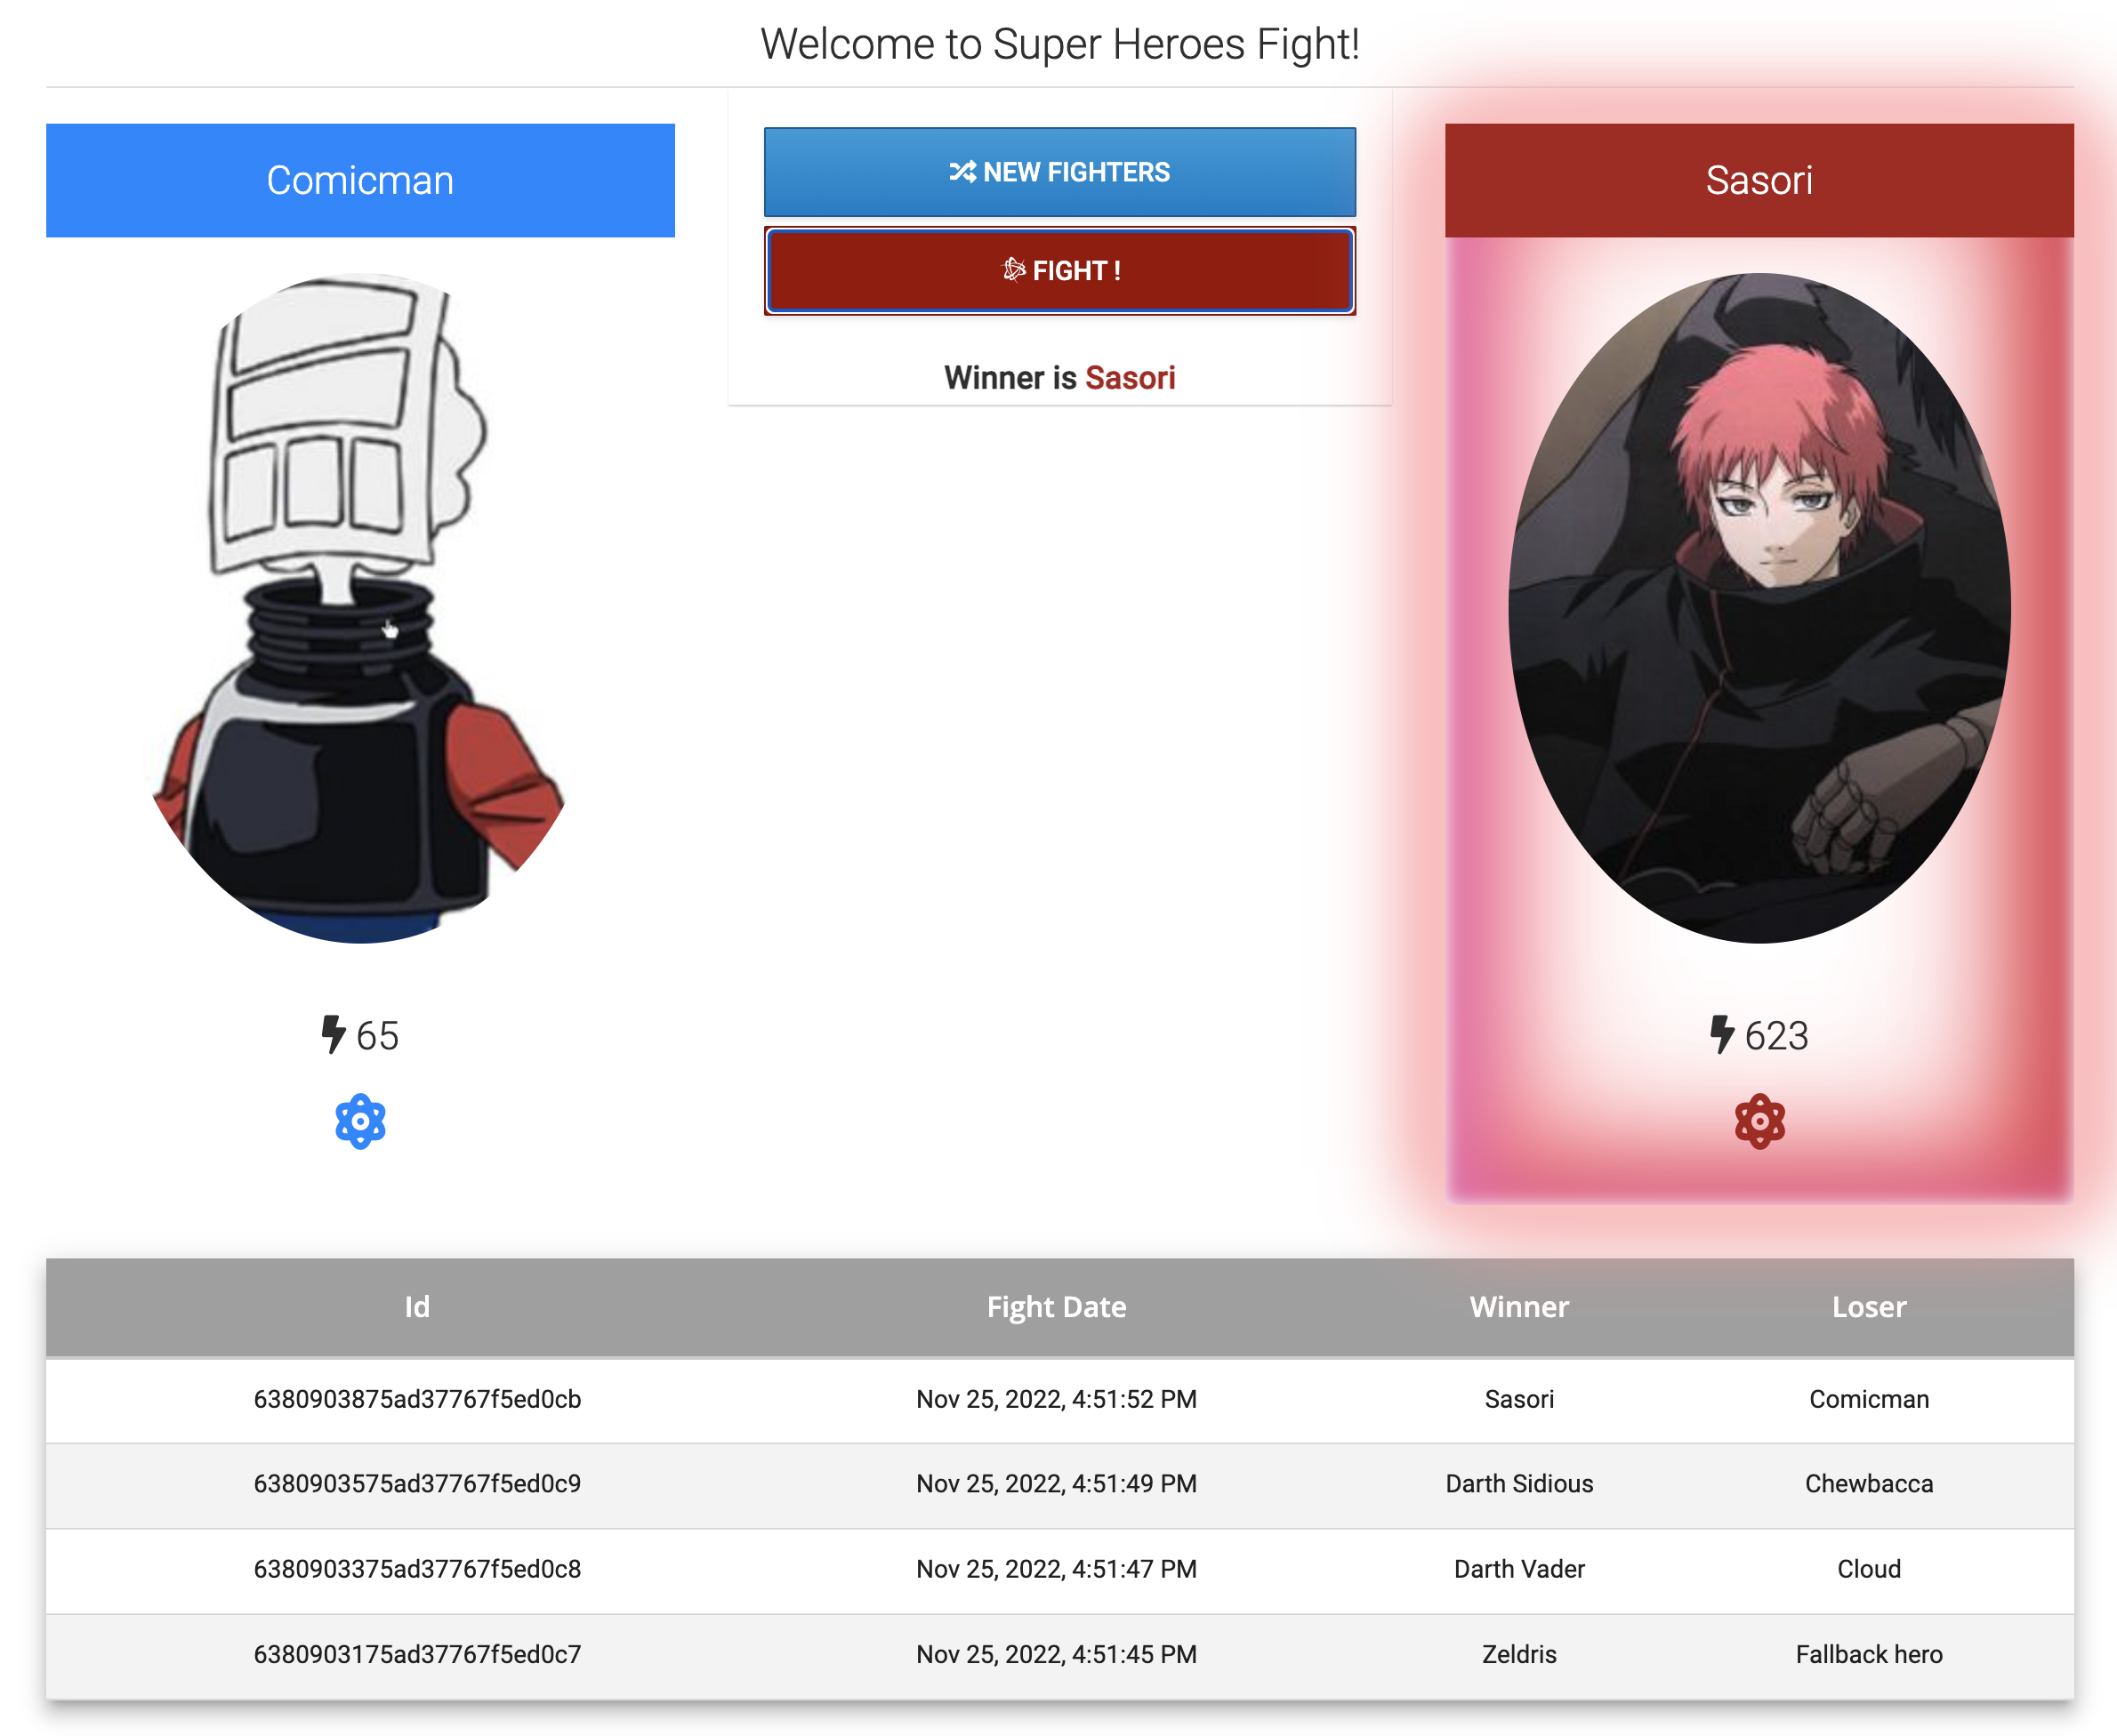 Welcome to Super Heroes Fight!
Comicman
NEW FIGHTERS
FIGHT !
Winner is Sasori
Sasori
65
623
Id Fight Date Winner Loser
6380903875ad37767f5ed0cb Nov 25, 2022, 4:51:52 PM Sasori Comicman
6380903575ad37767f5ed0c9 Nov 25, 2022, 4:51:49 PM Darth Sidious Chewbacca
6380903375ad37767f5ed0c8 Nov 25, 2022, 4:51:47 PM Darth Vader Cloud
6380903175ad37767f5ed0c7 Nov 25, 2022, 4:51:45 PM Zeldris Fallback hero